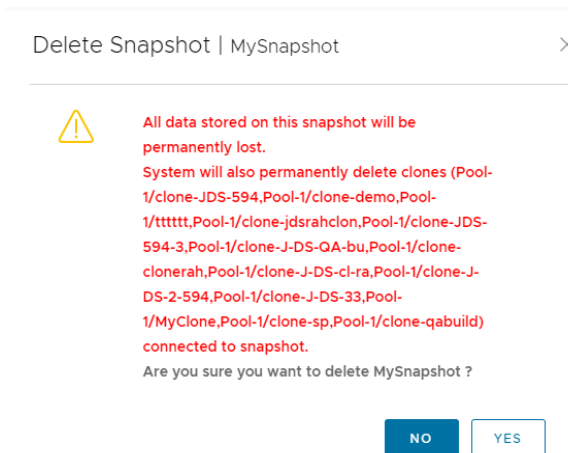 Delete Snapshot | MySnapshot
All data stored on this snapshot will be
permanently lost.
System will also permanently delete clones (Pool-
1/clone-JDS-594,Pool-1/clone-demo,Pool-
1/tttttt,Pool-1/clone-jdsrahclon,Pool-1/clone-JDS-
594-3,Pool-1/clone-J-DS-QA-bu,Pool-1/clone-
clonerah,Pool-1/clone-J-DS-cl-ra,Pool-1/clone-J-
DS-2-594,Pool-1/clone-J-DS-33,Pool-
1/MyClone,Pool-1/clone-sp,Pool-1/clone-qabuild)
connected to snapshot.
Are you sure you want to delete MySnapshot ?
NO YES